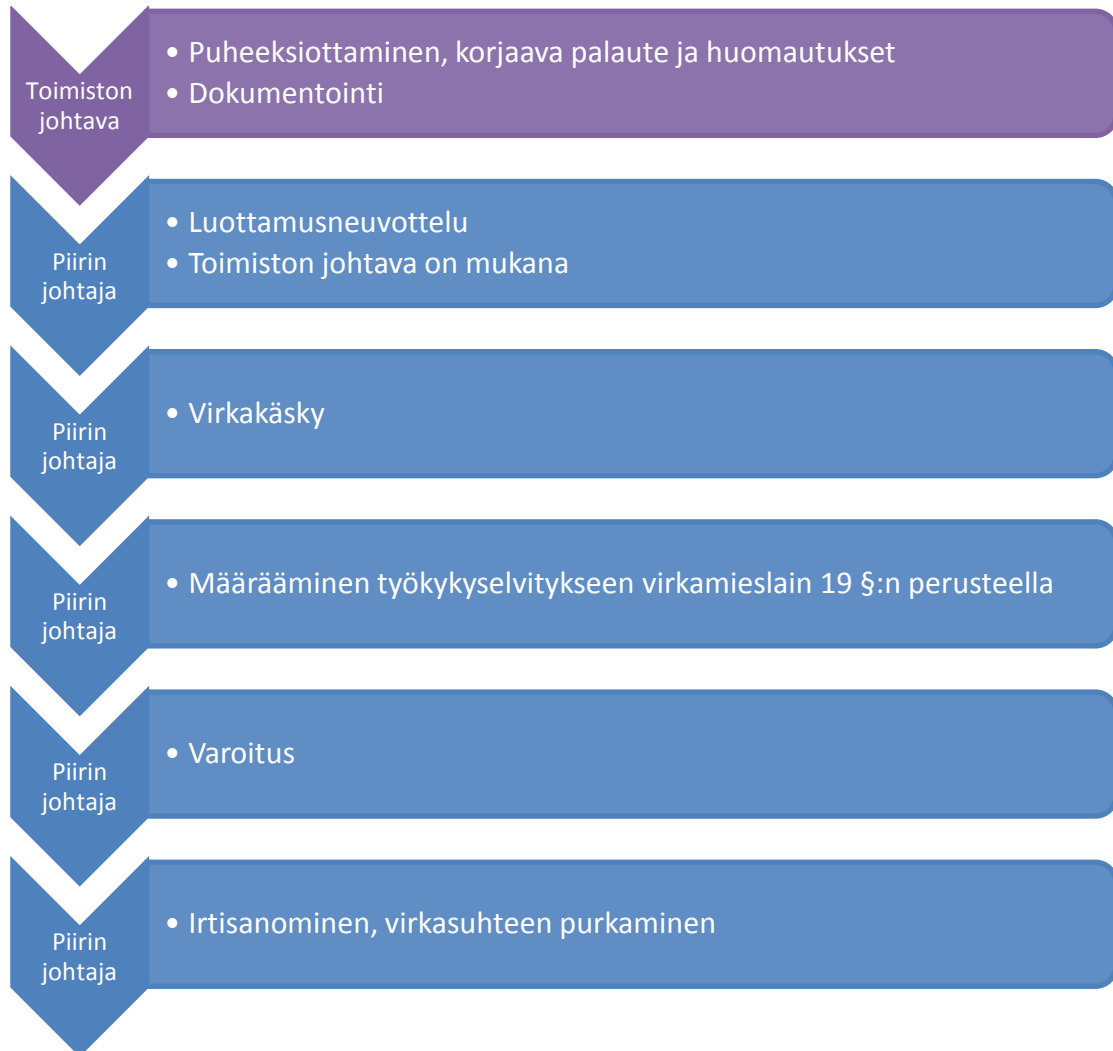 Toimiston
johtava
• Puheeksiottaminen, korjaava palaute ja huomautukset
• Dokumentointi
Piirin
johtaja
• Luottamusneuvottelu
• Toimiston johtava on mukana
Piirin
johtaja
• Virkakäsky
Piirin
johtaja
• Määrääminen työkykyselvitykseen virkamieslain 19 §:n perusteella
Piirin
johtaja
• Varoitus
Piirin
johtaja
• Irtisanominen, virkasuhteen purkaminen